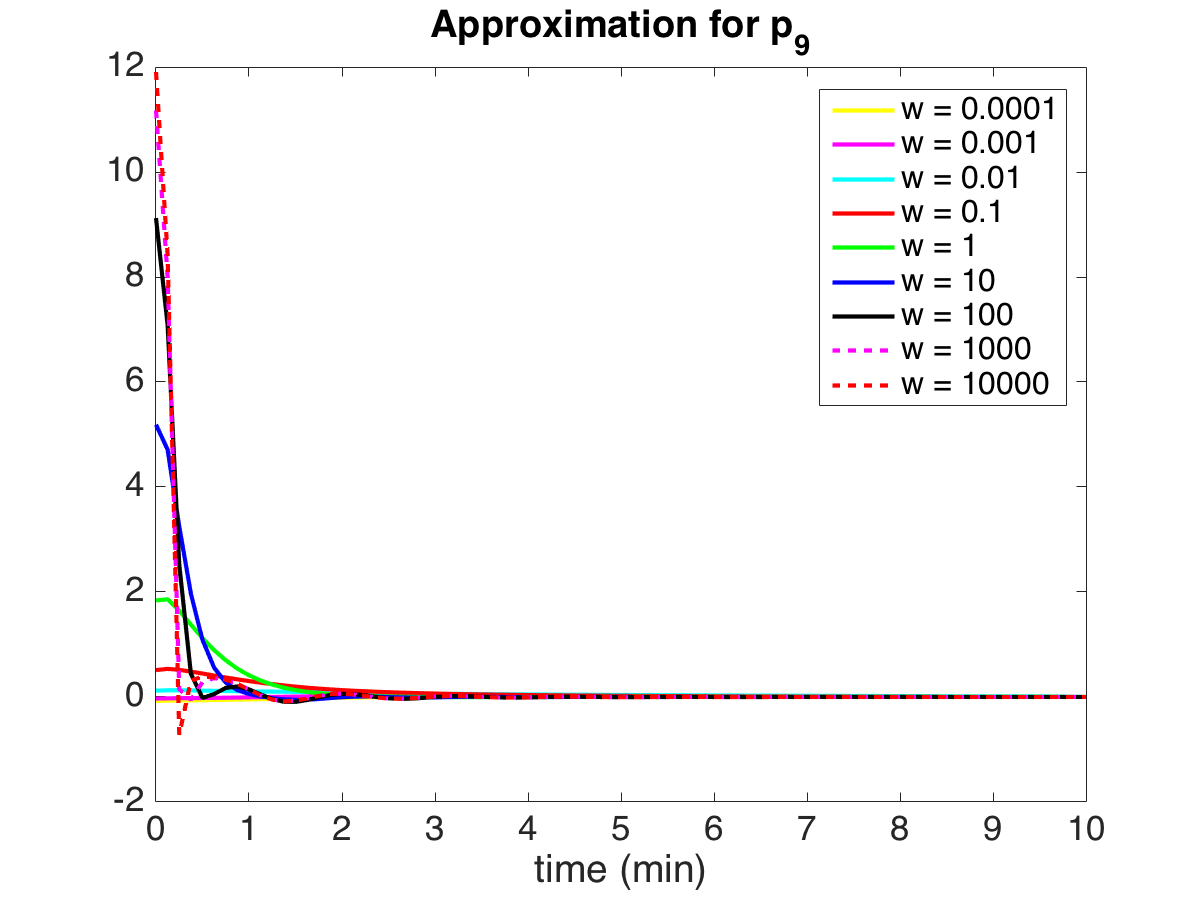 Approximation for p9
12
10
8
6
4
2
0
-2
w = 0.0001
w = 0.001
w = 0.01
w = 0.1
w = 1
w = 10
w = 100
w = 1000
w = 10000
0 1 2 3 4 5 6 7 8 9 10
time (min)